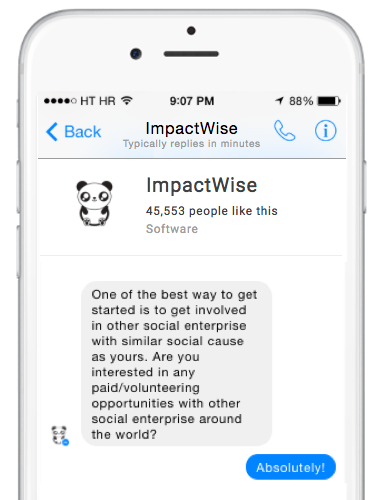 HT HR 9:07 PM 88%
Back ImpactWise
Typically replies in minutes
ImpactWise
45,553 people like this
Software
One of the best way to get
started is to get involved
in other social enterprise
with similar social cause
as yours. Are you
interested in any
paid/volunteering
opportunities with other
social enterprise around
the world?
Absolutely!